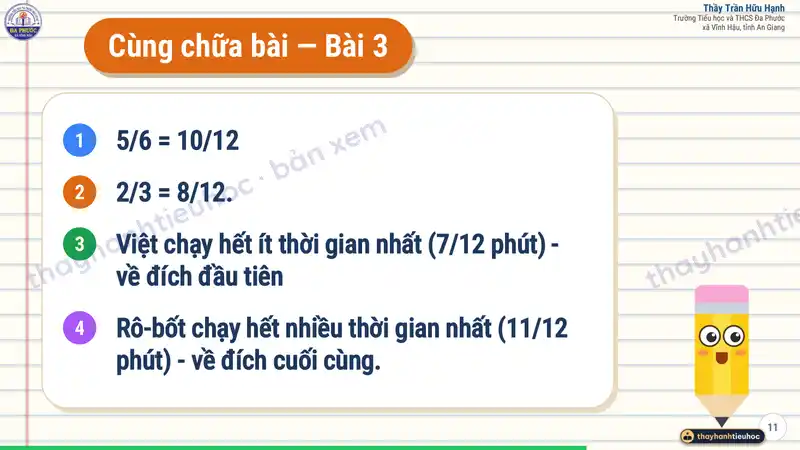 Thầy Trần Hữu Hạnh
Trường Tiểu học và THCS Đa Phước
xã Vĩnh Hậu, tỉnh An Giang
ĐA PHƯỚC
Cùng chữa bài – Bài 3
1 5/6 = 10/12
2 2/3 = 8/12.
3 Việt chạy hết ít thời gian nhất (7/12 phút) -
về đích đầu tiên
4 Rô-bốt chạy hết nhiều thời gian nhất (11/12
phút) - về đích cuối cùng.
thayhanhtieuhoc · bản xem
thayhanhtieu
thayhanhtieuhoc
11